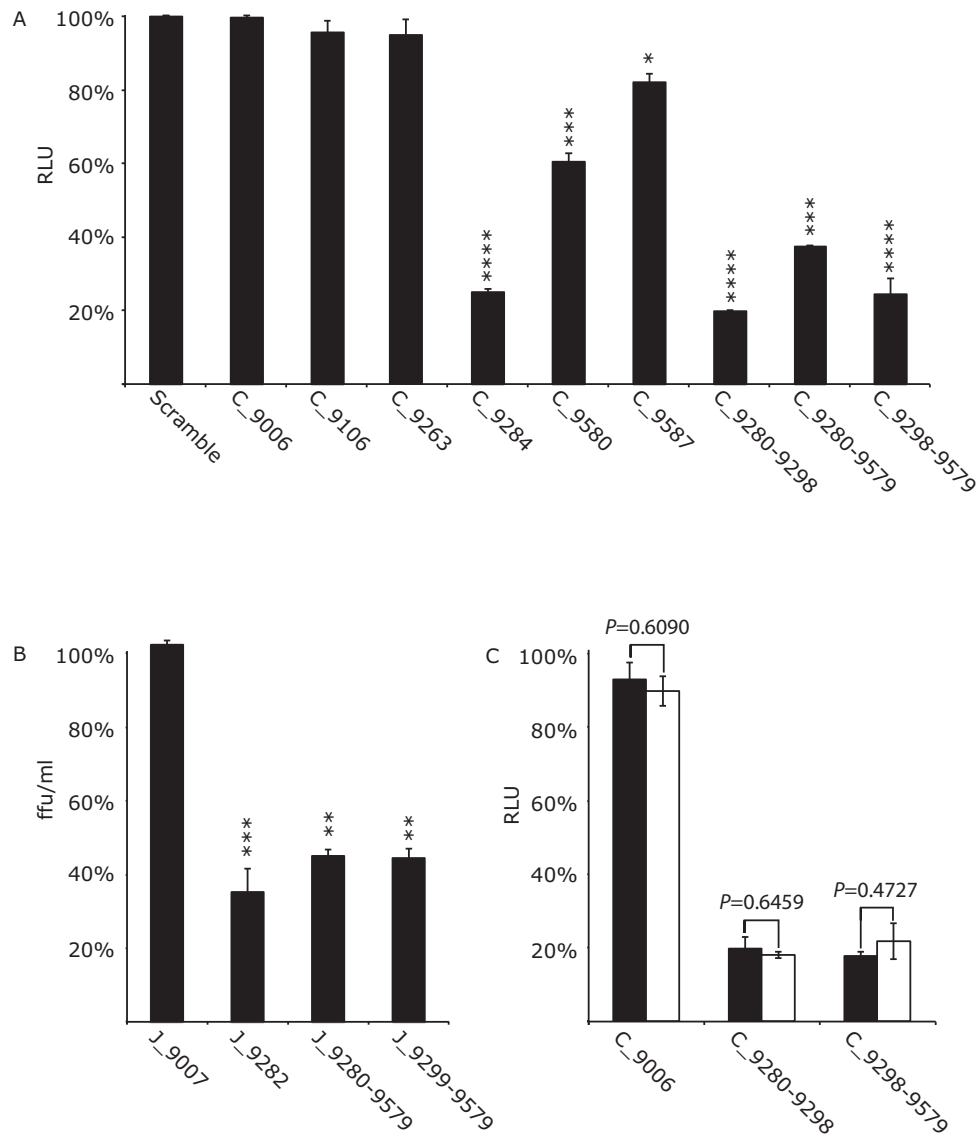 A
100%
80%
60%
40%
20%
RLU
****
***
*
****
***
****
Scramble
C_9006
C_9106
C_9263
C_9284
C_9580
C_9587
C_9280-9298
C_9280-9579
C_9298-9579
B
100%
80%
60%
40%
20%
ffu/ml
***
**
**
J_9007
J_9282
J_9280-9579
J_9299-9579
C
100%
80%
60%
40%
20%
RLU
P=0.6090
P=0.6459
P=0.4727
C_9006
C_9280-9298
C_9298-9579